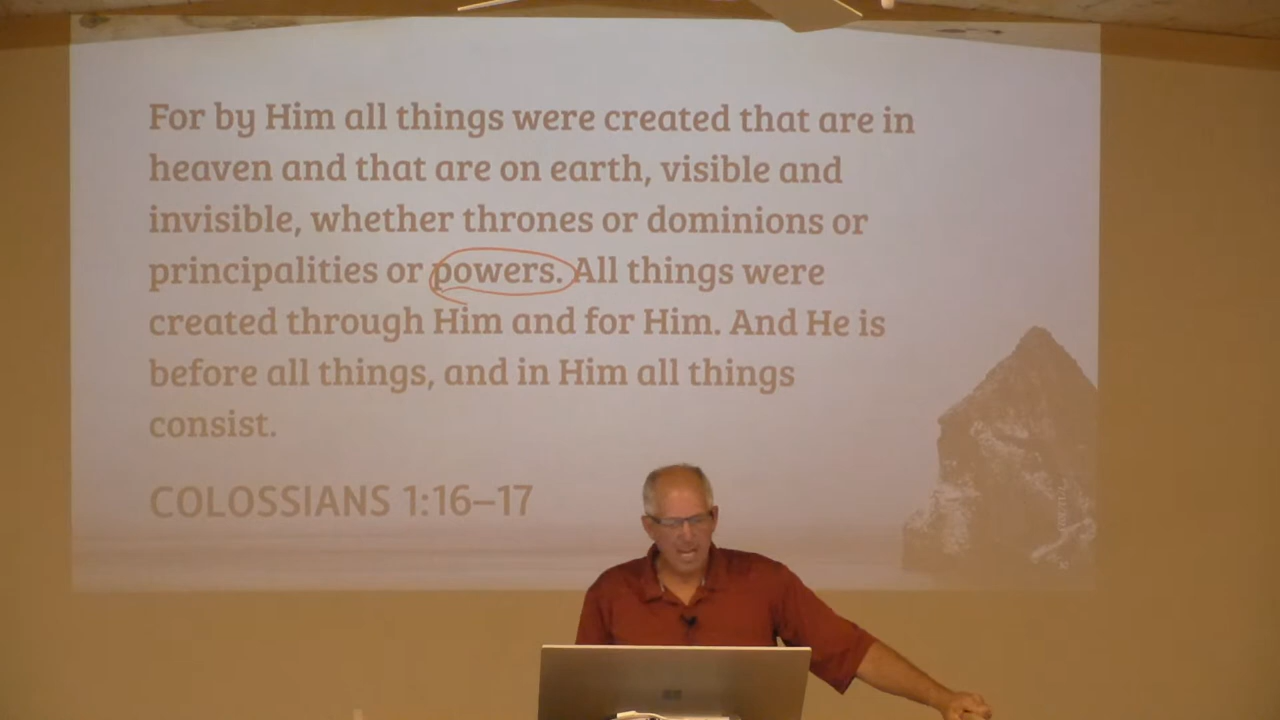 For by Him all things were created that are in
heaven and that are on earth, visible and
invisible, whether thrones or dominions or
principalities or powers. All things were
created through Him and for Him. And He is
before all things, and in Him all things
consist.
COLOSSIANS 1:16–17